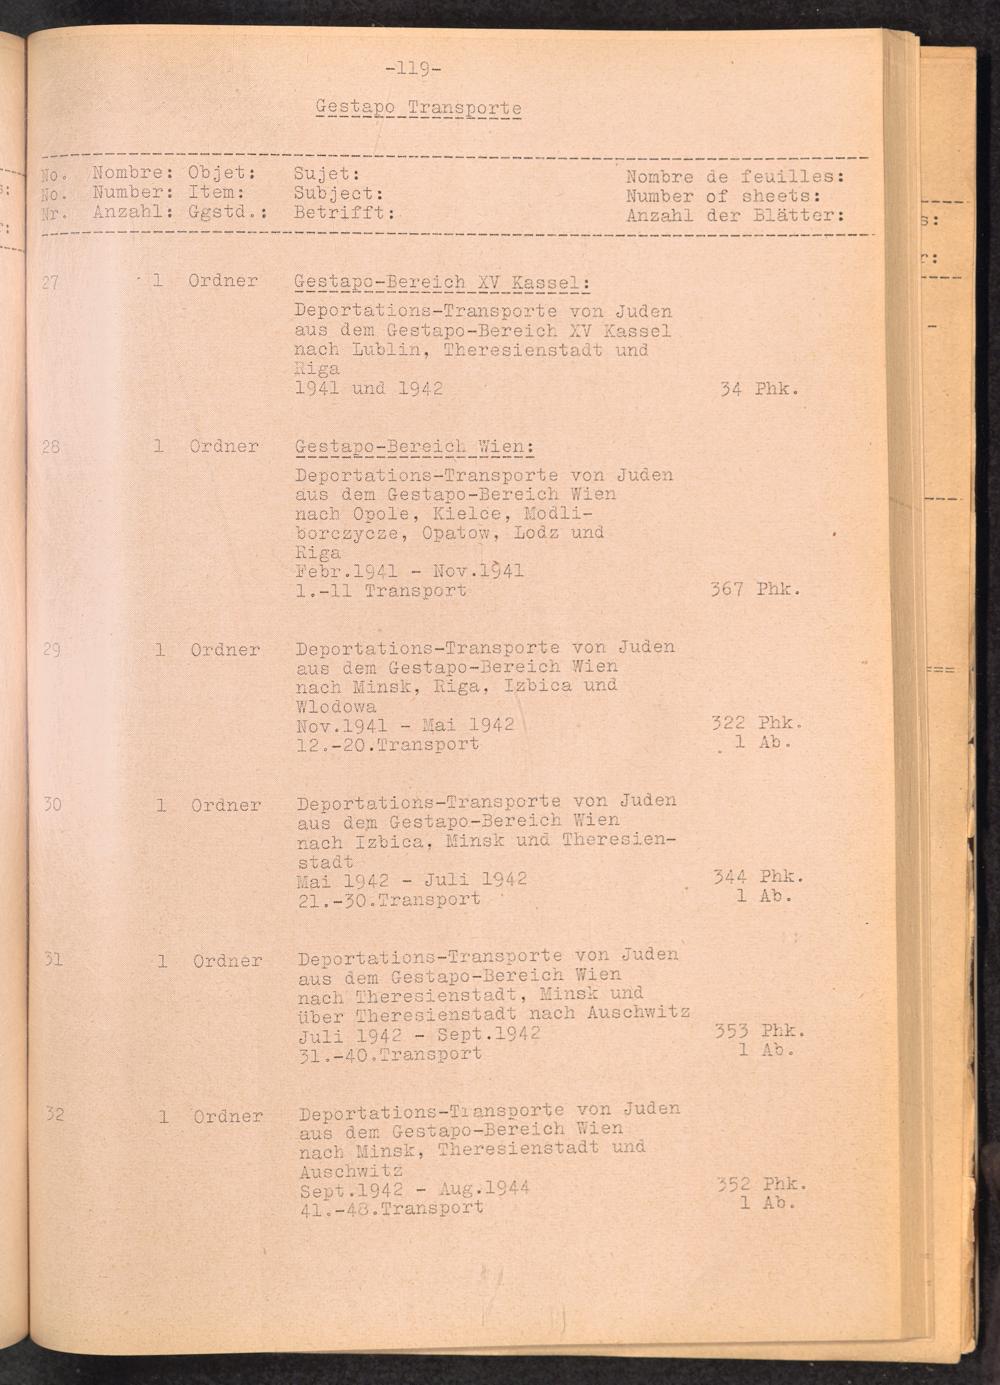 -119-
Gestapo Transporte
No. Nombre: Objet: Sujet: Nombre de feuilles:
No. Number: Item: Subject: Number of sheets:
Nr. Anzahl: Ggstd.: Betrifft: Anzahl der Blätter:
27 1 Ordner Gestapo-Bereich XV Kassel:
Deportations-Transporte von Juden
aus dem Gestapo-Bereich XV Kassel
nach Lublin, Theresienstadt und
Riga
1941 und 1942 34 Phk.
28 1 Ordner Gestapo-Bereich Wien:
Deportations-Transporte von Juden
aus dem Gestapo-Bereich Wien
nach Opole, Kielce, Modli-
borczycze, Opatow, Lodz und
Riga
Febr.1941 - Nov.1941
1.-11 Transport 367 Phk.
29 1 Ordner Deportations-Transporte von Juden
aus dem Gestapo-Bereich Wien
nach Minsk, Riga, Izbica und
Wlodowa
Nov.1941 - Mai 1942 322 Phk.
12.-20.Transport 1 Ab.
30 1 Ordner Deportations-Transporte von Juden
aus dem Gestapo-Bereich Wien
nach Izbica, Minsk und Theresien-
stadt
Mai 1942 - Juli 1942 344 Phk.
21.-30.Transport 1 Ab.
31 1 Ordner Deportations-Transporte von Juden
aus dem Gestapo-Bereich Wien
nach Theresienstadt, Minsk und
über Theresienstadt nach Auschwitz
Juli 1942 - Sept.1942 353 Phk.
31.-40.Transport 1 Ab.
32 1 Ordner Deportations-Transporte von Juden
aus dem Gestapo-Bereich Wien
nach Minsk, Theresienstadt und
Auschwitz
Sept.1942 - Aug.1944 352 Phk.
41.-48.Transport 1 Ab.